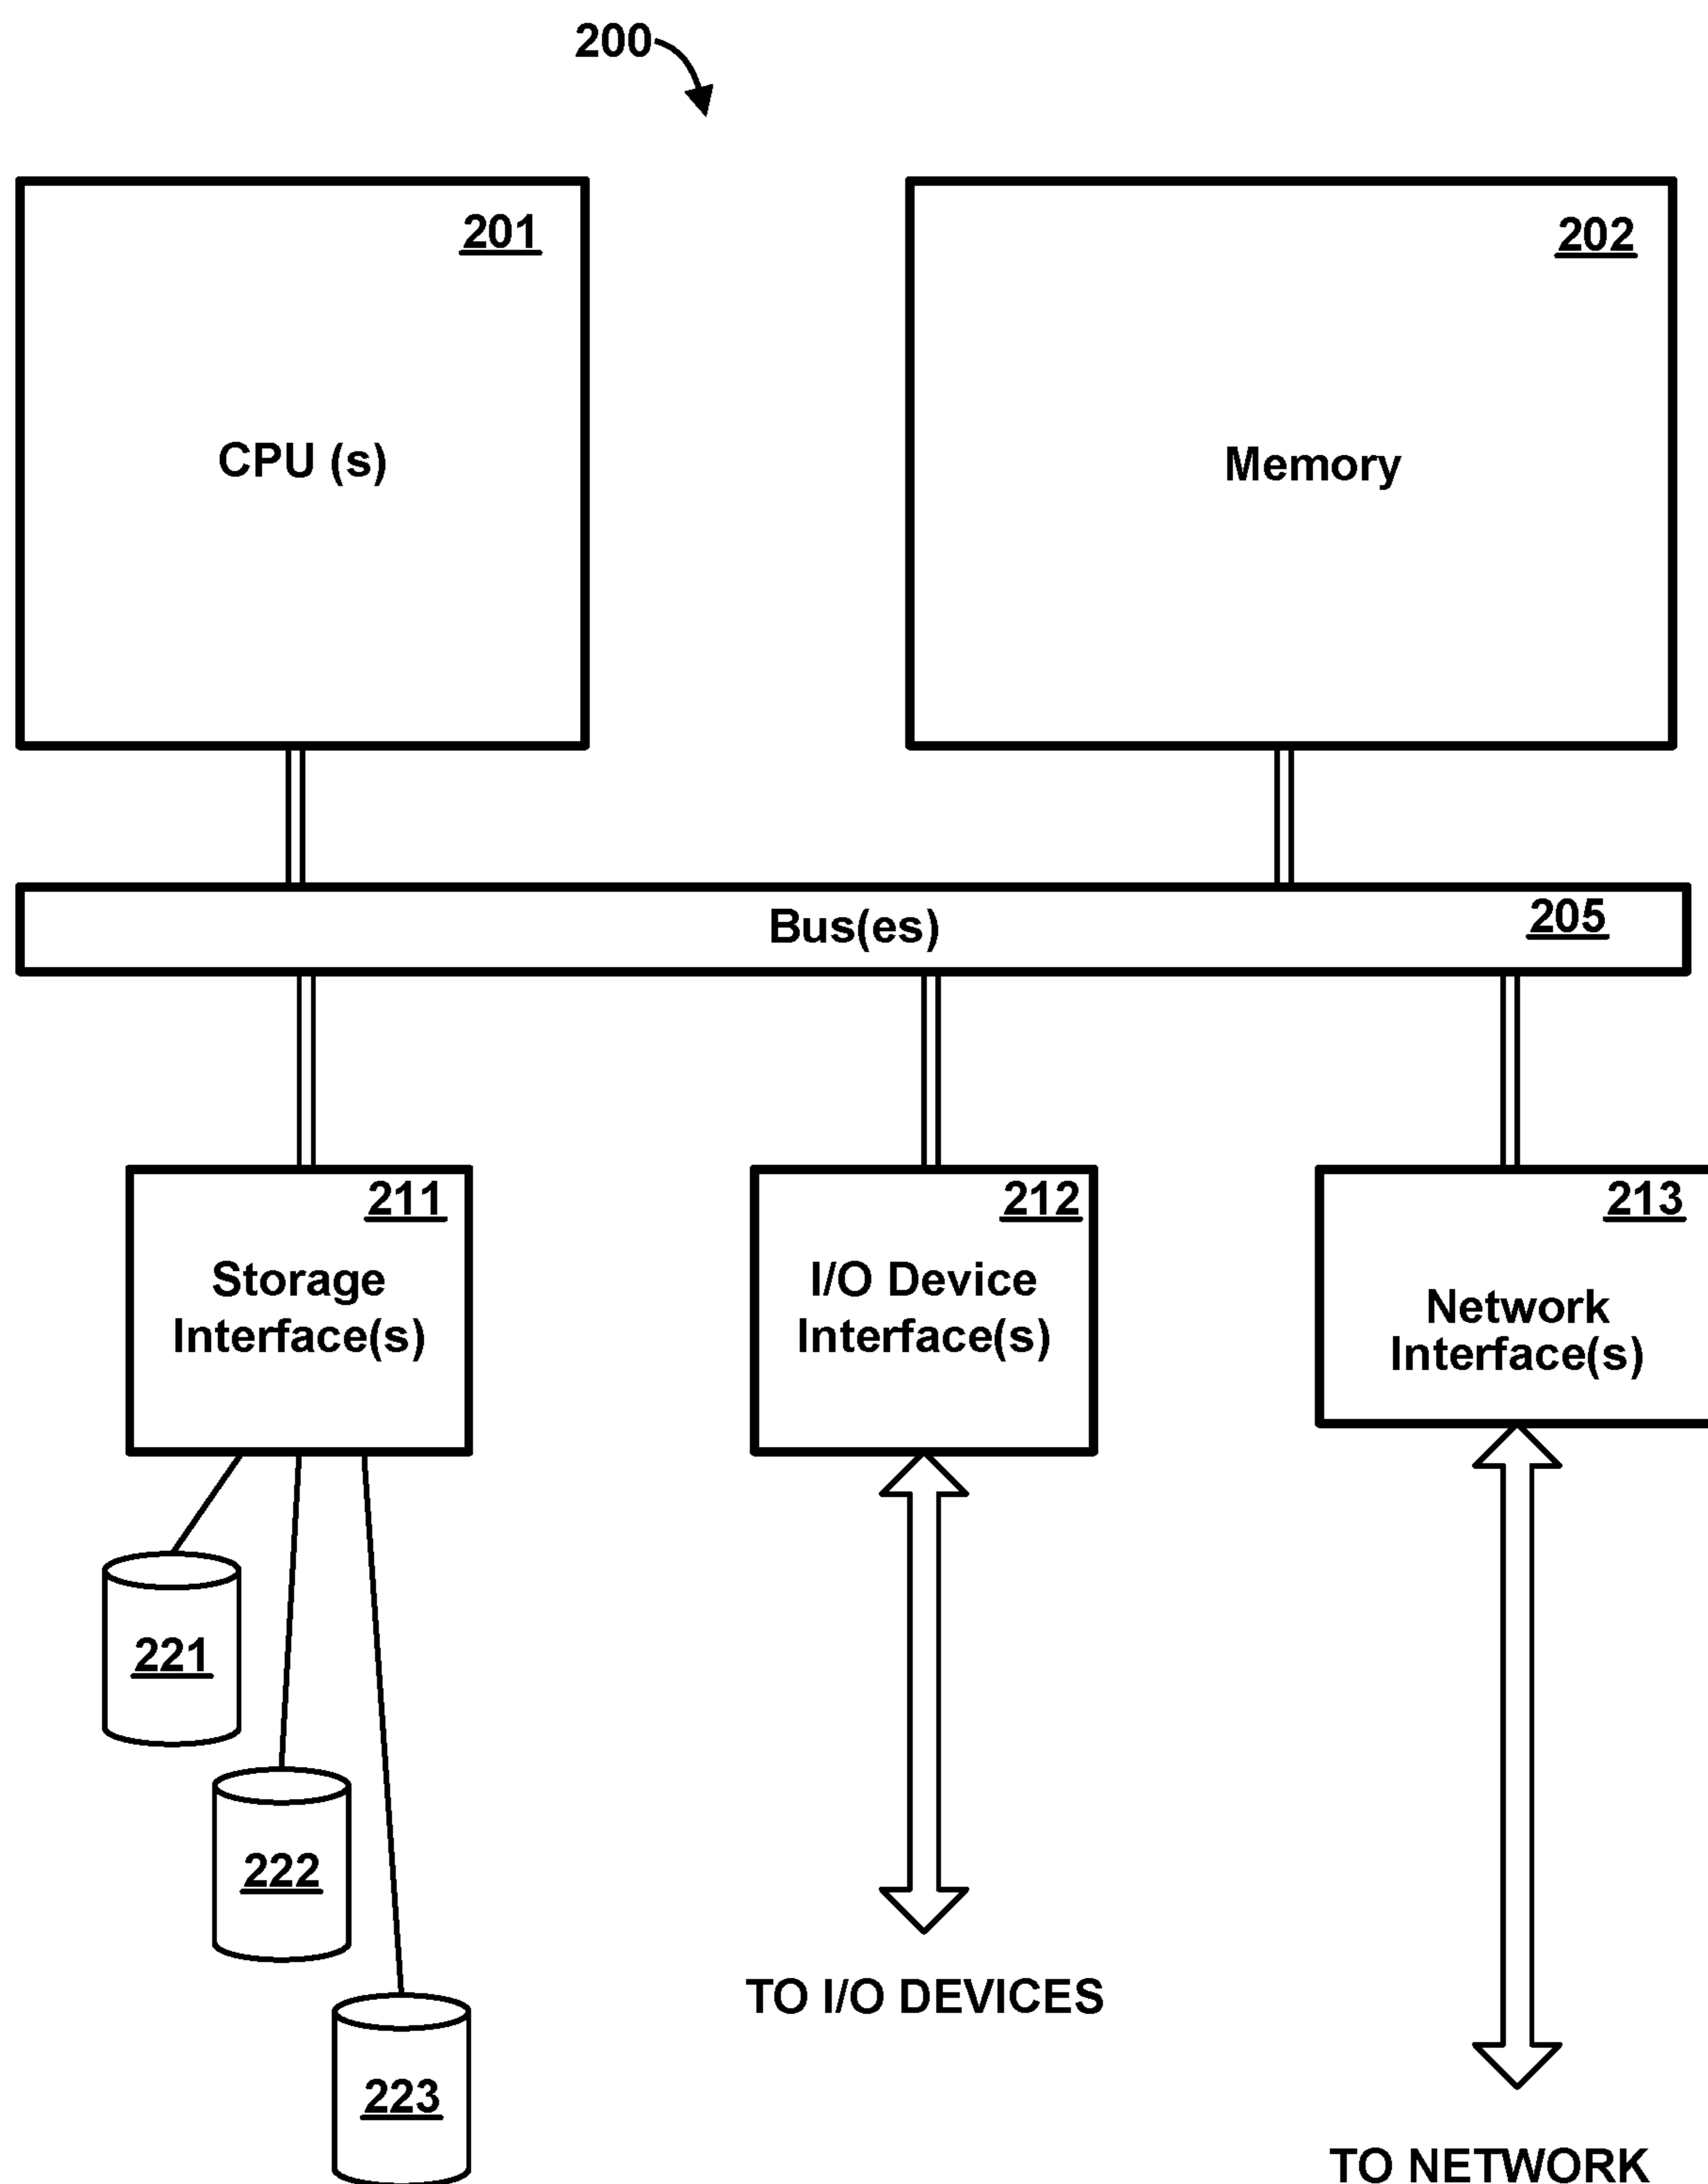 200
201
CPU (s)
202
Memory
Bus(es)
205
211
Storage
Interface(s)
212
I/O Device
Interface(s)
213
Network
Interface(s)
221
222
223
TO I/O DEVICES
TO NETWORK